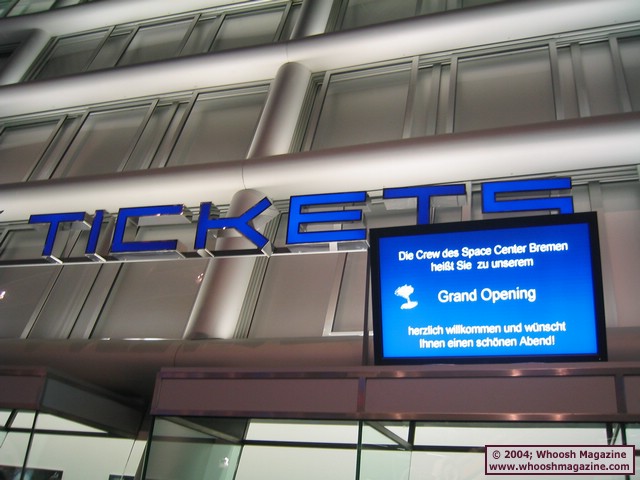 TICKETS
Die Crew des Space Center Bremen
heißt Sie zu unserem
Grand Opening
herzlich willkommen und wünscht
Ihnen einen schönen Abend!
© 2004; Whoosh Magazine
www.whooshmagazine.com